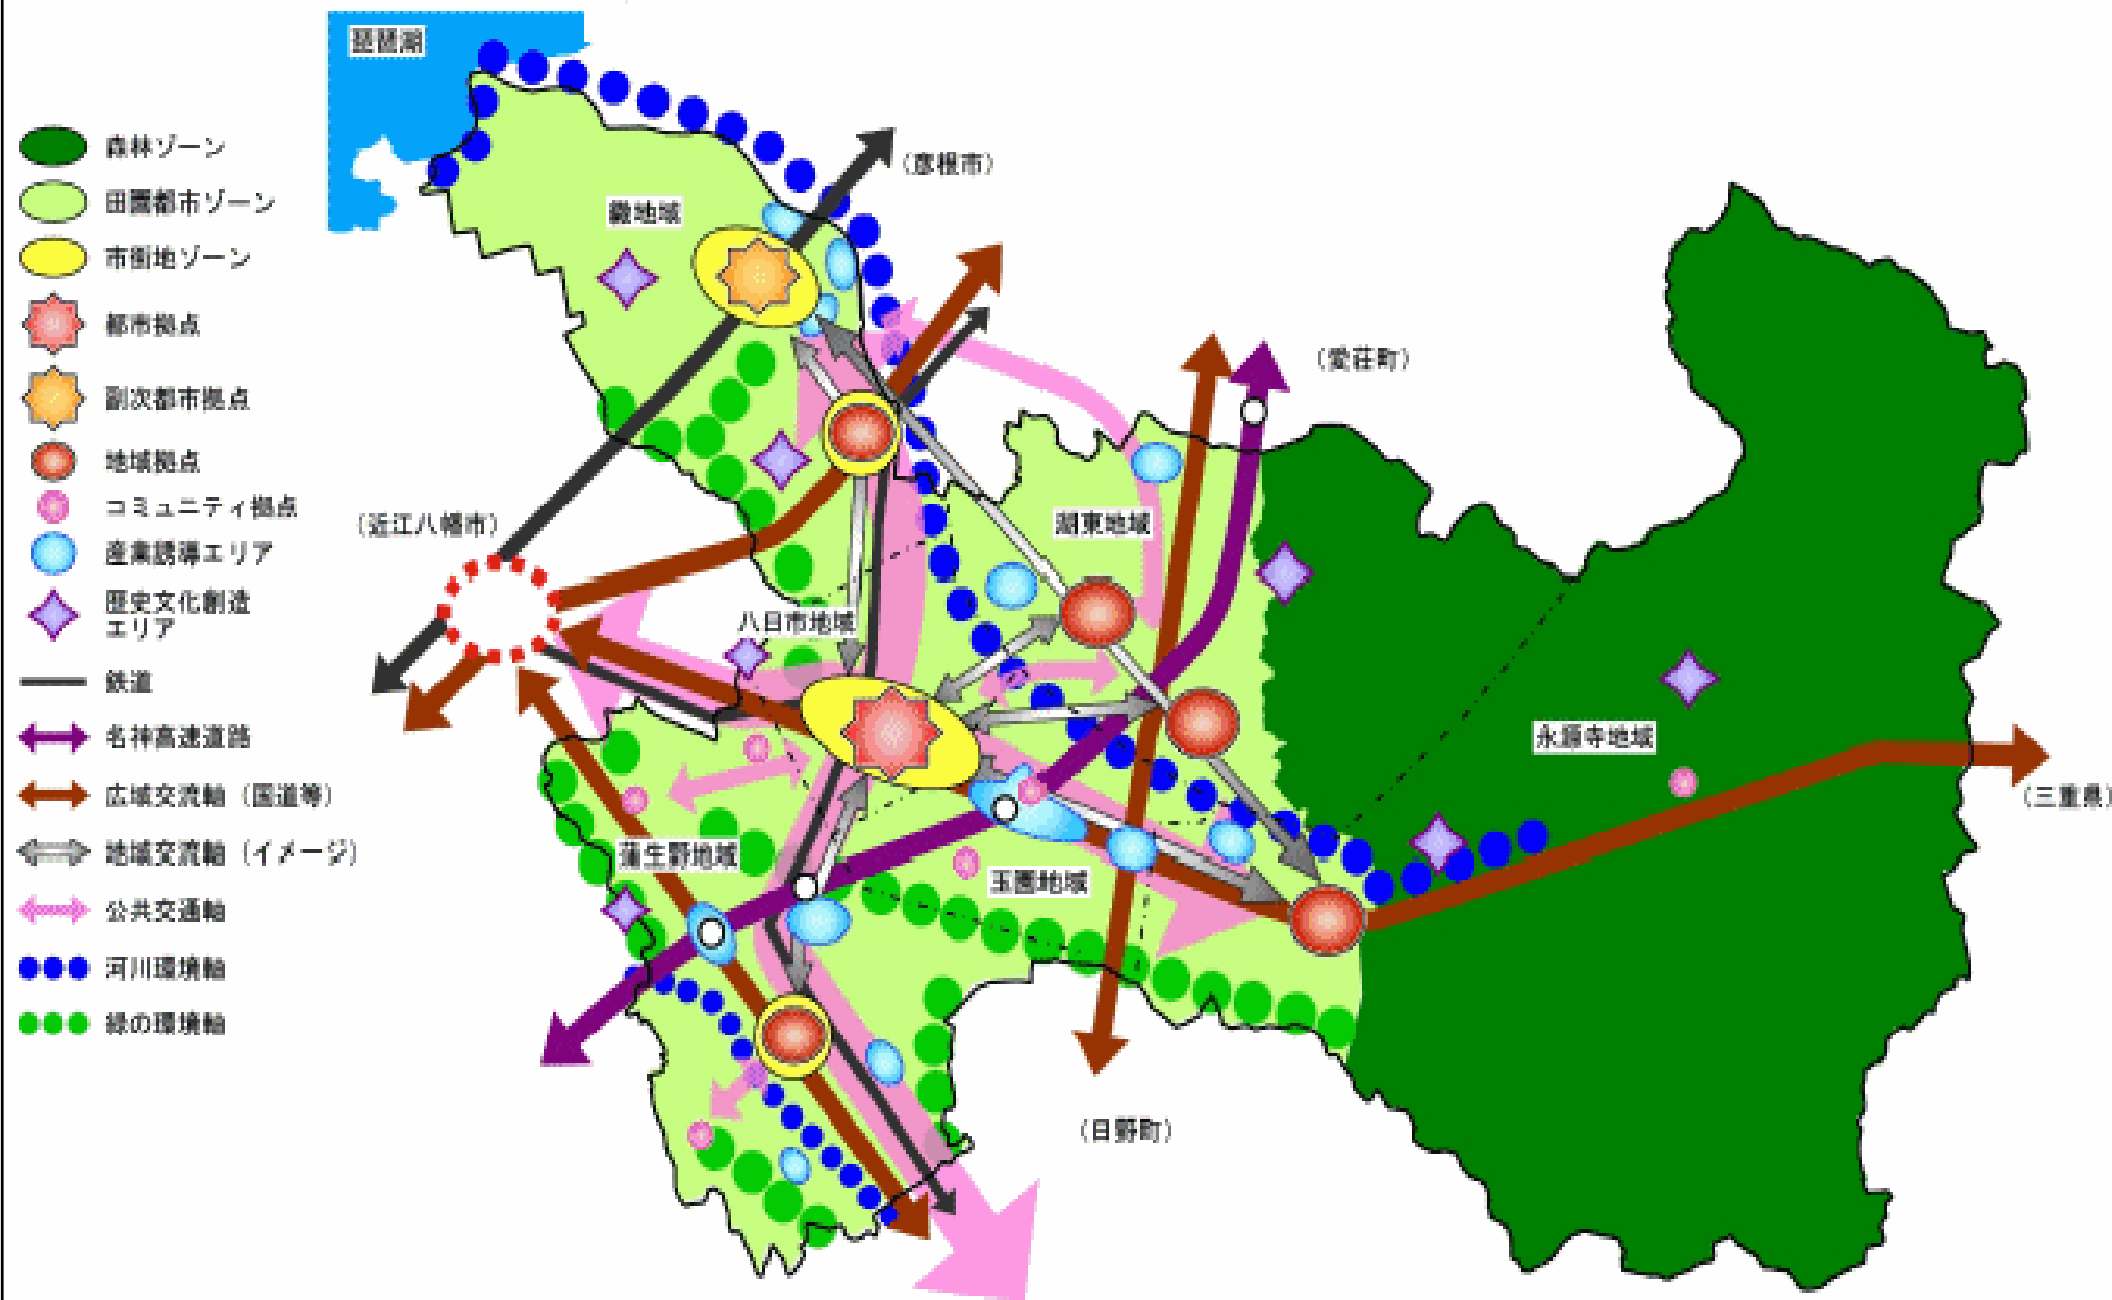 琵琶湖
森林ゾーン
田園都市ゾーン
市街地ゾーン
都市拠点
副次都市拠点
地域拠点
コミュニティ拠点
産業誘導エリア
歴史文化創造
エリア
鉄道
名神高速道路
広域交流軸（国道等）
地域交流軸（イメージ）
公共交通軸
河川環境軸
緑の環境軸
（彦根市）
（愛荘町）
（近江八幡市）
湖東地域
八日市地域
永源寺地域
（三重県）
蒲生野地域
玉園地域
（日野町）